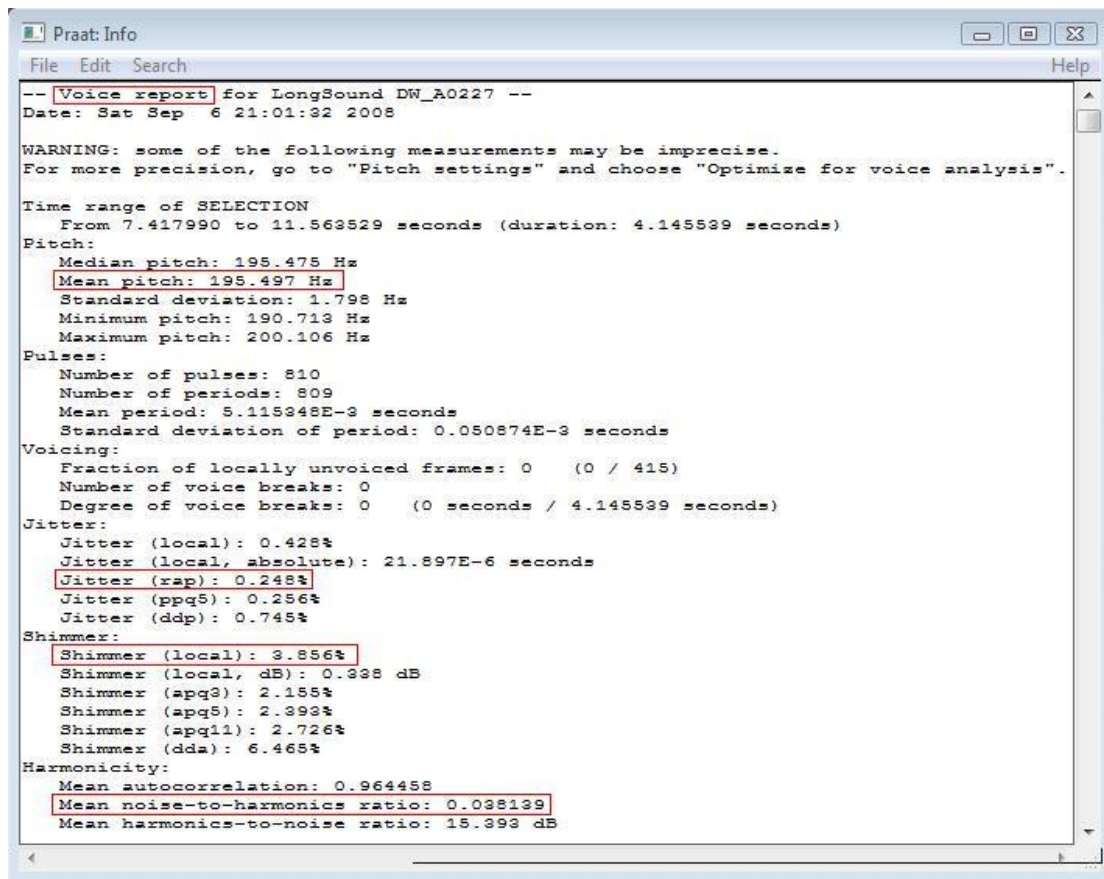 Praat: Info
File Edit Search Help
-- Voice report for LongSound DW_A0227 --
Date: Sat Sep  6 21:01:32 2008
WARNING: some of the following measurements may be imprecise.
For more precision, go to "Pitch settings" and choose "Optimize for voice analysis".
Time range of SELECTION
From 7.417990 to 11.563529 seconds (duration: 4.145539 seconds)
Pitch:
Median pitch: 195.475 Hz
Mean pitch: 195.497 Hz
Standard deviation: 1.798 Hz
Minimum pitch: 190.713 Hz
Maximum pitch: 200.106 Hz
Pulses:
Number of pulses: 810
Number of periods: 809
Mean period: 5.115348E-3 seconds
Standard deviation of period: 0.050874E-3 seconds
Voicing:
Fraction of locally unvoiced frames: 0   (0 / 415)
Number of voice breaks: 0
Degree of voice breaks: 0   (0 seconds / 4.145539 seconds)
Jitter:
Jitter (local): 0.428%
Jitter (local, absolute): 21.897E-6 seconds
Jitter (rap): 0.248%
Jitter (ppq5): 0.256%
Jitter (ddp): 0.745%
Shimmer:
Shimmer (local): 3.856%
Shimmer (local, dB): 0.338 dB
Shimmer (apq3): 2.155%
Shimmer (apq5): 2.393%
Shimmer (apq11): 2.726%
Shimmer (dda): 6.465%
Harmonicity:
Mean autocorrelation: 0.964458
Mean noise-to-harmonics ratio: 0.038139
Mean harmonics-to-noise ratio: 15.393 dB